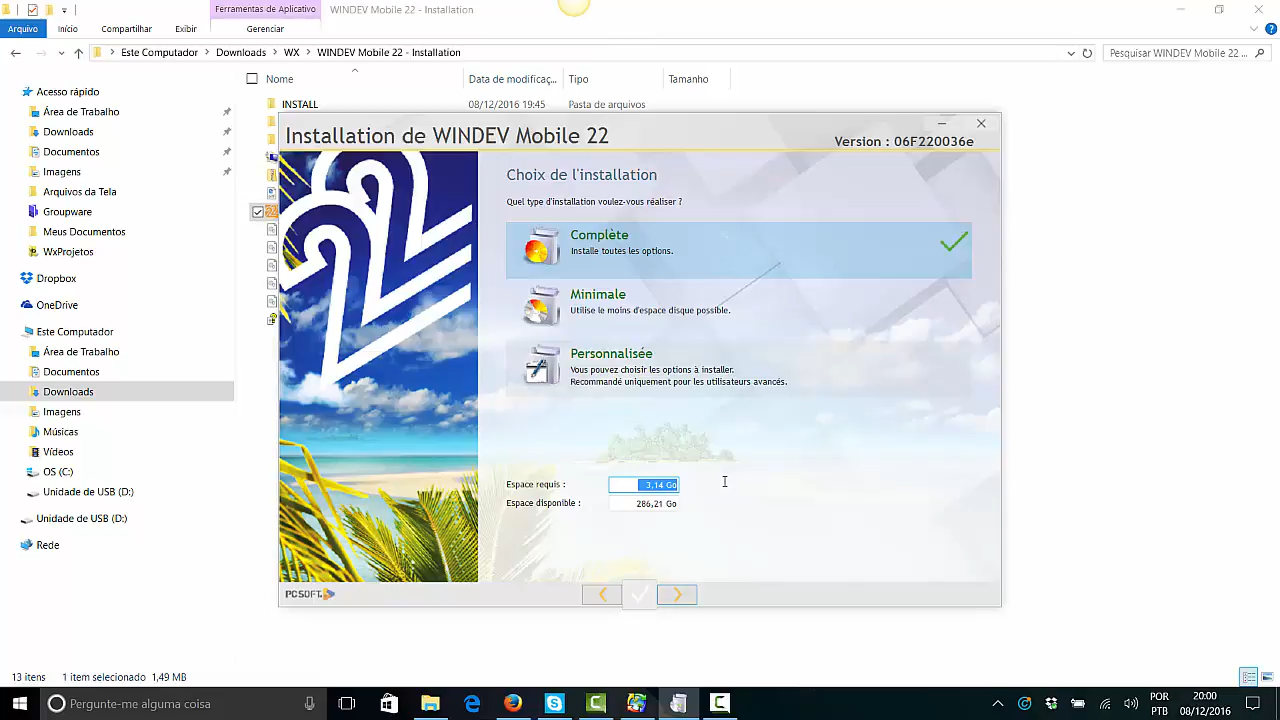 Ferramentas de Aplicativo
WINDEV Mobile 22 - Installation
Arquivo
Início
Compartilhar
Exibir
Gerenciar
Este Computador
Downloads
WX
WINDEV Mobile 22 - Installation
Pesquisar WINDEV Mobile 22 ...
Nome
Data de modificaç...
Tipo
Tamanho
INSTALL
08/12/2016 19:45
Pasta de arquivos
Acesso rápido
Área de Trabalho
Downloads
Documentos
Imagens
Arquivos da Tela
Groupware
Meus Documentos
WxProjetos
Dropbox
OneDrive
Este Computador
Área de Trabalho
Documentos
Downloads
Imagens
Músicas
Vídeos
OS (C:)
Unidade de USB (D:)
Unidade de USB (D:)
Rede
Installation de WINDEV Mobile 22
Version : 06F220036e
22
Choix de l'installation
Quel type d'installation voulez-vous réaliser ?
Complète
Installe toutes les options.
Minimale
Utilise le moins d'espace disque possible.
Personnalisée
Vous pouvez choisir les options à installer.
Recommandé uniquement pour les utilisateurs avancés.
Espace requis :
3,14 Go
Espace disponible :
286,21 Go
PCSOFT
13 itens
1 item selecionado
1,49 MB
Pergunte-me alguma coisa
POR
PTB
20:00
08/12/2016